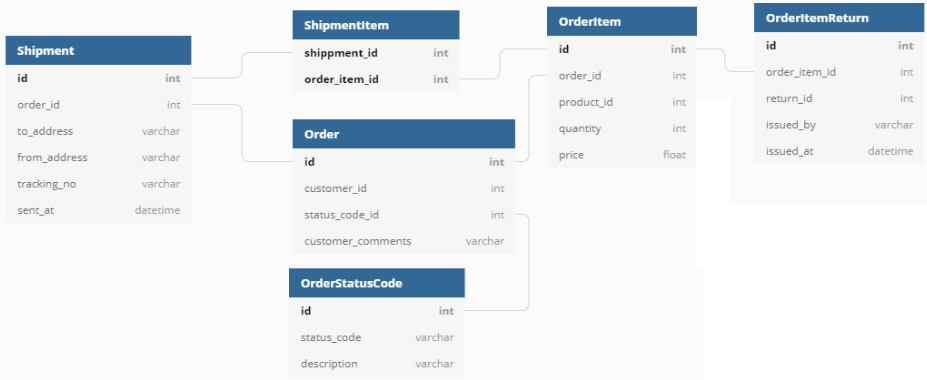 Shipment
id int
order_id int
to_address varchar
from_address varchar
tracking_no varchar
sent_at datetime
ShipmentItem
shippment_id int
order_item_id int
Order
id int
customer_id int
status_code_id int
customer_comments varchar
OrderStatusCode
id int
status_code varchar
description varchar
OrderItem
id int
order_id int
product_id int
quantity int
price float
OrderItemReturn
id int
order_item_id int
return_id int
issued_by varchar
issued_at datetime